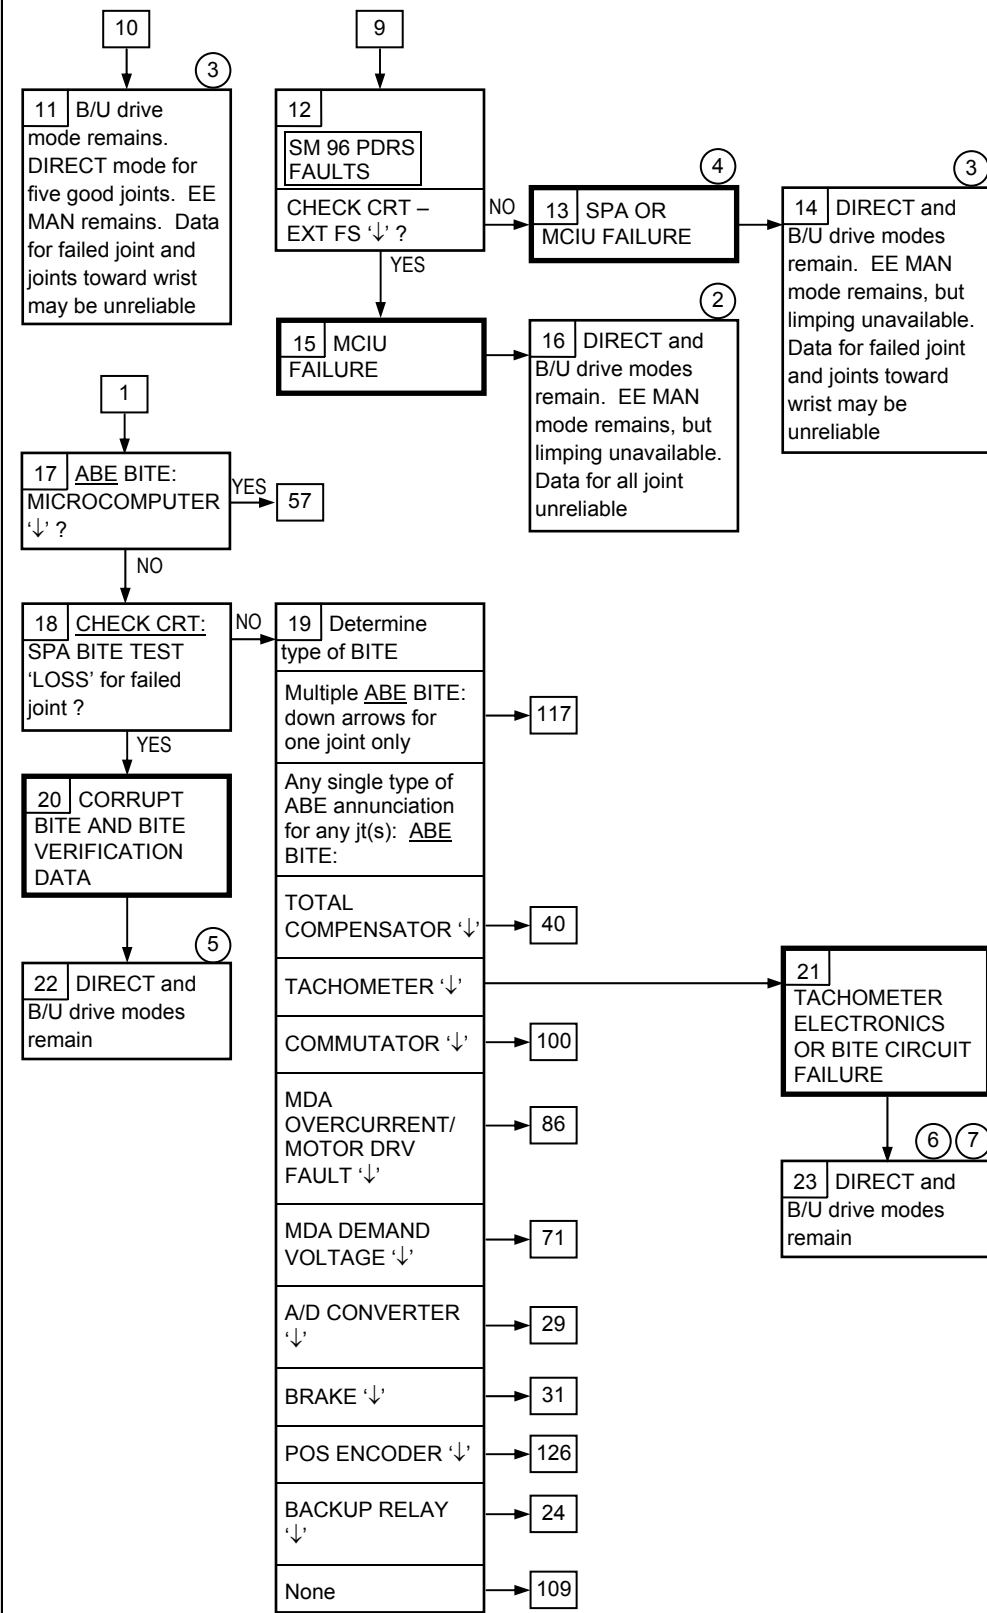 10
3
11 B/U drive
mode remains.
DIRECT mode for
five good joints. EE
MAN remains. Data
for failed joint and
joints toward wrist
may be unreliable
9
12
SM 96 PDRS
FAULTS
CHECK CRT –
EXT FS ‘↓’ ?
NO
YES
4
13 SPA OR
MCIU FAILURE
3
14 DIRECT and
B/U drive modes
remain. EE MAN
mode remains, but
limping unavailable.
Data for failed joint
and joints toward
wrist may be
unreliable
15 MCIU
FAILURE
2
16 DIRECT and
B/U drive modes
remain. EE MAN
mode remains, but
limping unavailable.
Data for all joint
unreliable
1
17 ABE BITE:
MICROCOMPUTER
‘↓’ ?
YES
57
NO
18 CHECK CRT:
SPA BITE TEST
‘LOSS’ for failed
joint ?
NO
YES
20 CORRUPT
BITE AND BITE
VERIFICATION
DATA
5
22 DIRECT and
B/U drive modes
remain
19 Determine
type of BITE
Multiple ABE BITE:
down arrows for
one joint only
117
Any single type of
ABE annunciation
for any jt(s): ABE
BITE:
TOTAL
COMPENSATOR ‘↓’
40
TACHOMETER ‘↓’
21
TACHOMETER
ELECTRONICS
OR BITE CIRCUIT
FAILURE
6 7
23 DIRECT and
B/U drive modes
remain
COMMUTATOR ‘↓’
100
MDA
OVERCURRENT/
MOTOR DRV
FAULT ‘↓’
86
MDA DEMAND
VOLTAGE ‘↓’
71
A/D CONVERTER
‘↓’
29
BRAKE ‘↓’
31
POS ENCODER ‘↓’
126
BACKUP RELAY
‘↓’
24
None
109